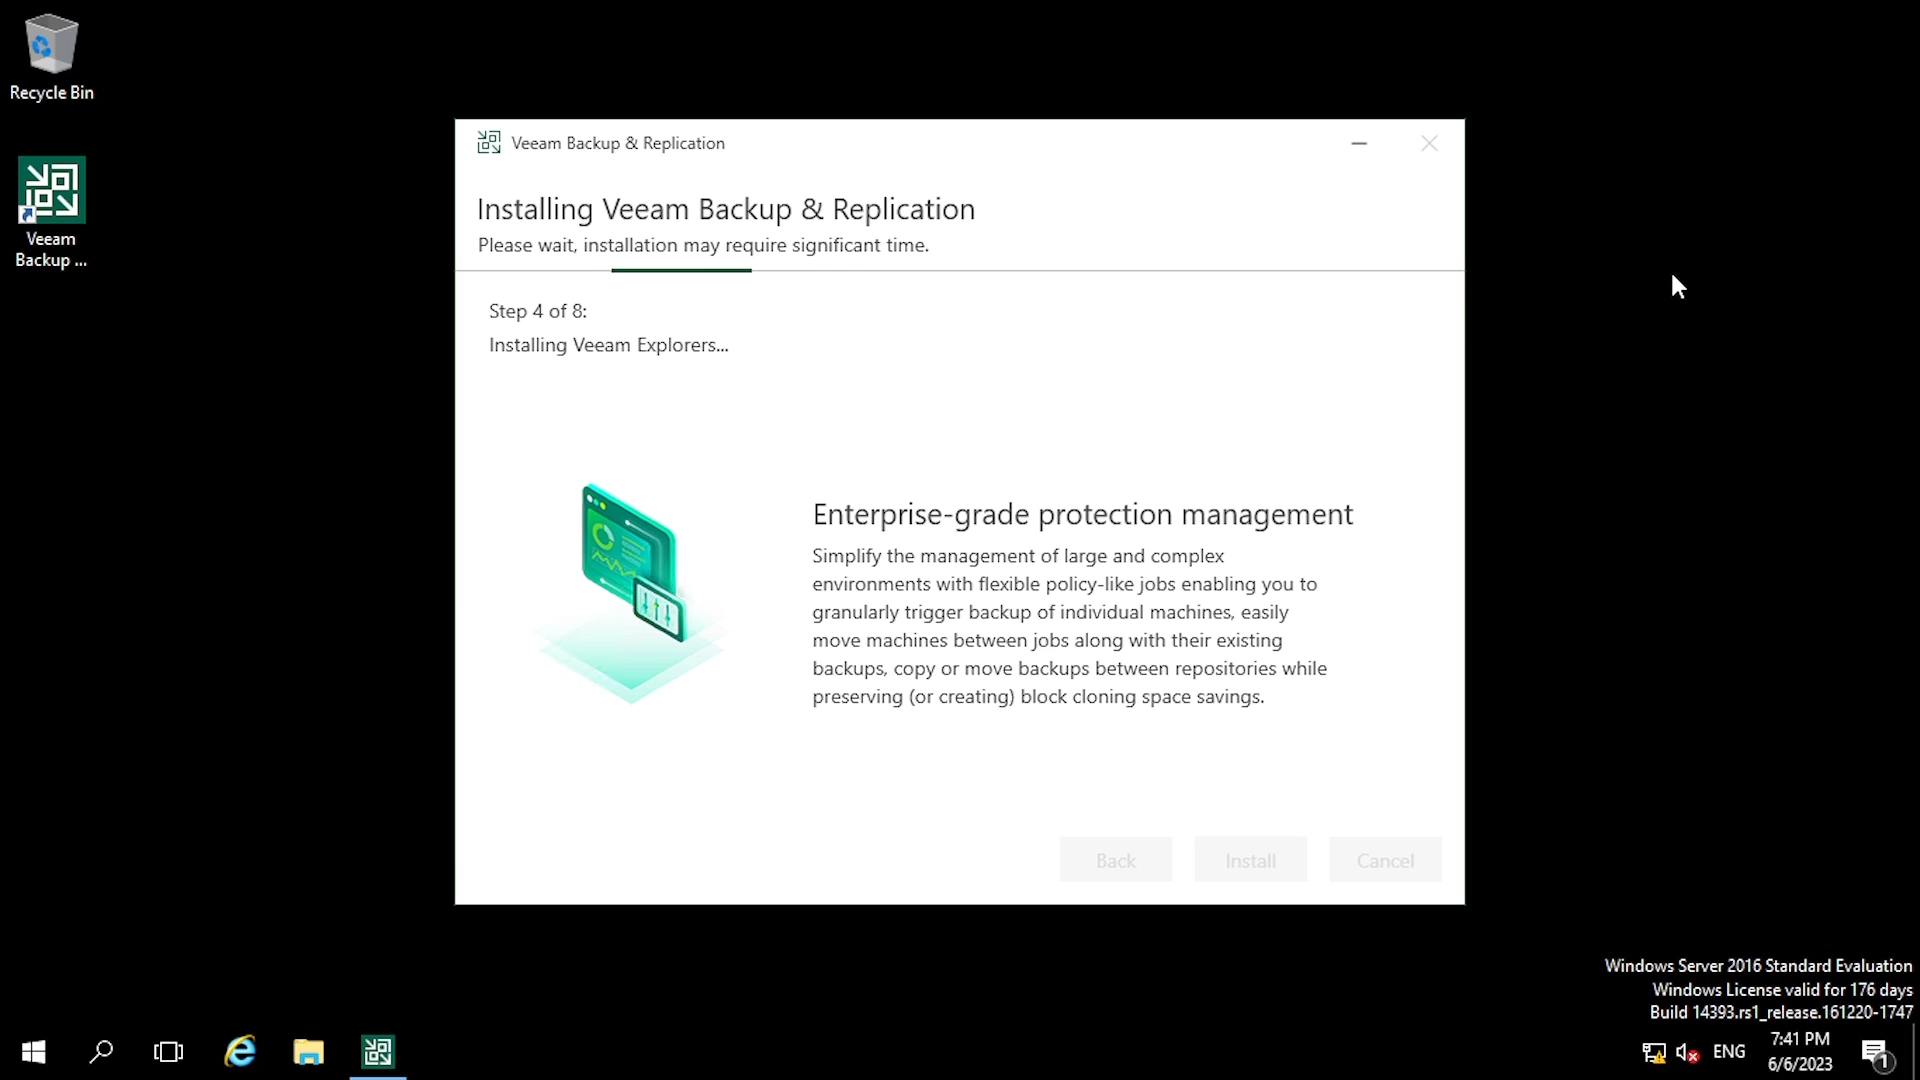 Recycle Bin
Veeam
Backup ...
Veeam Backup & Replication
Installing Veeam Backup & Replication
Please wait, installation may require significant time.
Step 4 of 8:
Installing Veeam Explorers...
Enterprise-grade protection management
Simplify the management of large and complex
environments with flexible policy-like jobs enabling you to
granularly trigger backup of individual machines, easily
move machines between jobs along with their existing
backups, copy or move backups between repositories while
preserving (or creating) block cloning space savings.
Back
Install
Cancel
Windows Server 2016 Standard Evaluation
Windows License valid for 176 days
Build 14393.rs1_release.161220-1747
ENG
7:41 PM
6/6/2023
1